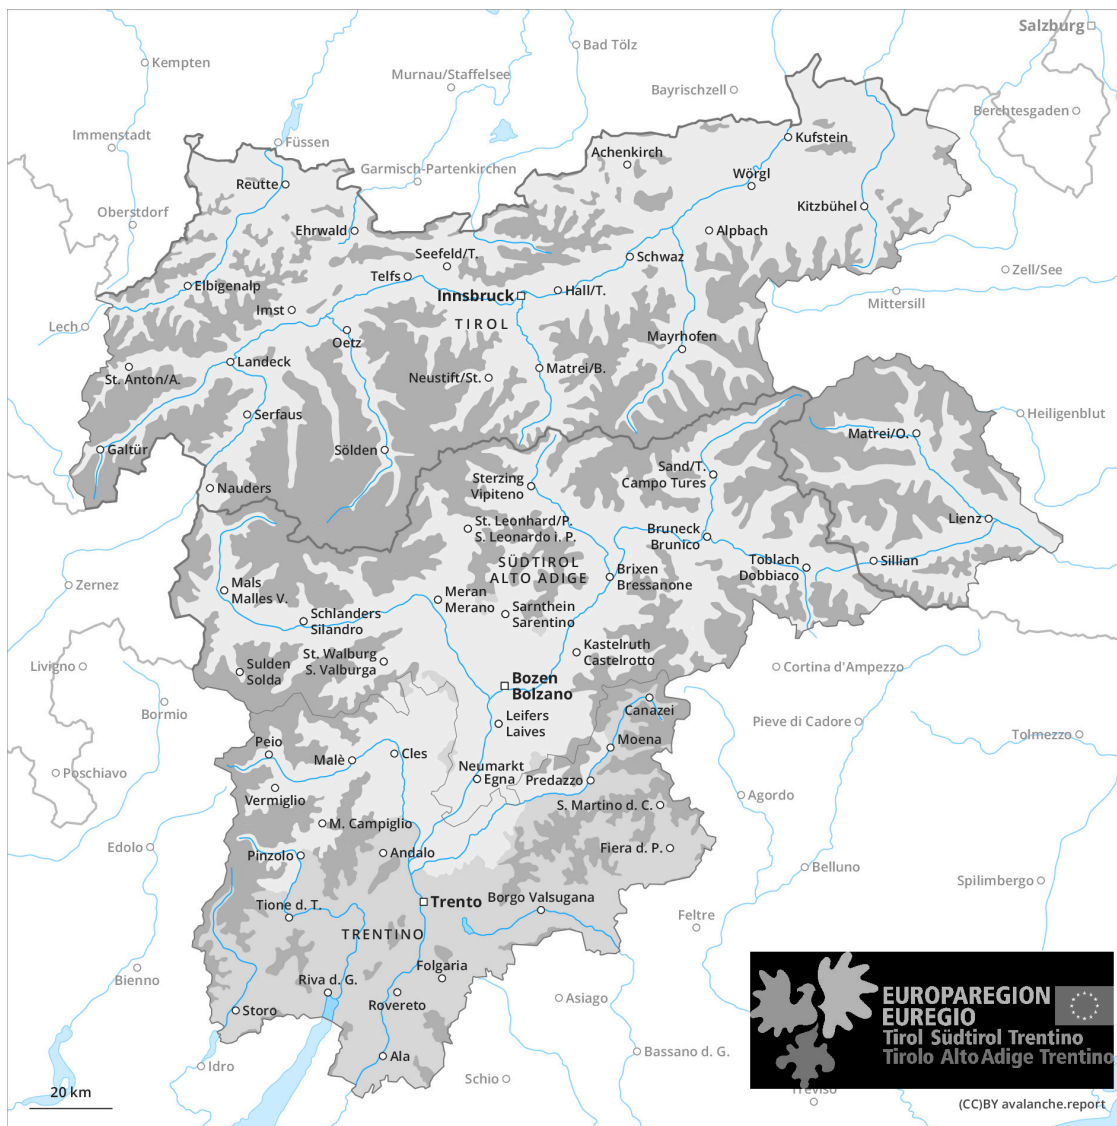 Salzburg
Bad Tölz
Kempten
Murnau/Staffelsee
Bayrischzell
Berchtesgaden
Immenstadt
Füssen
Kufstein
Achenkirch
Garmisch-Partenkirchen
Wörgl
Reutte
Oberstdorf
Kitzbühel
Ehrwald
Alpbach
Seefeld/T.
Schwaz
Telfs
Zell/See
Elbigenalp
Hall/T.
Innsbruck
Mittersill
Imst
TIROL
Lech
Oetz
Mayrhofen
Landeck
Matrei/B.
St. Anton/A.
Neustift/St.
Serfaus
Heiligenblut
Matrei/O.
Galtür
Sölden
Sand/T.
Campo Tures
Sterzing
Vipiteno
Nauders
Lienz
St. Leonhard/P.
S. Leonardo i. P.
Bruneck
Brunico
SÜDTIROL
ALTO ADIGE
Toblach
Dobbiaco
Sillian
Brixen
Bressanone
Zernez
Mals
Malles V.
Meran
Merano
Sarnthein
Sarentino
Schlanders
Silandro
Kastelruth
Castelrotto
St. Walburg
S. Valburga
Livigno
Sulden
Solda
Cortina d'Ampezzo
Bozen
Bolzano
Bormio
Canazei
Leifers
Laives
Pieve di Cadore
Tolmezzo
Moena
Peio
Cles
Malè
Poschiavo
Neumarkt
Egna
Predazzo
Vermiglio
Agordo
S. Martino d. C.
M. Campiglio
Edolo
Fiera d. P.
Andalo
Pinzolo
Belluno
Spilimbergo
Borgo Valsugana
Trento
Tione d. T.
Feltre
TRENTINO
Folgaria
Bienno
Riva d. G.
Rovereto
Asiago
Storo
EUROPAREGION
EUREGIO
Tirol Südtirol Trentino
Tirolo Alto Adige Trentino
Ala
Bassano d. G.
Idro
Schio
Treviso
20 km
(CC)BY avalanche.report